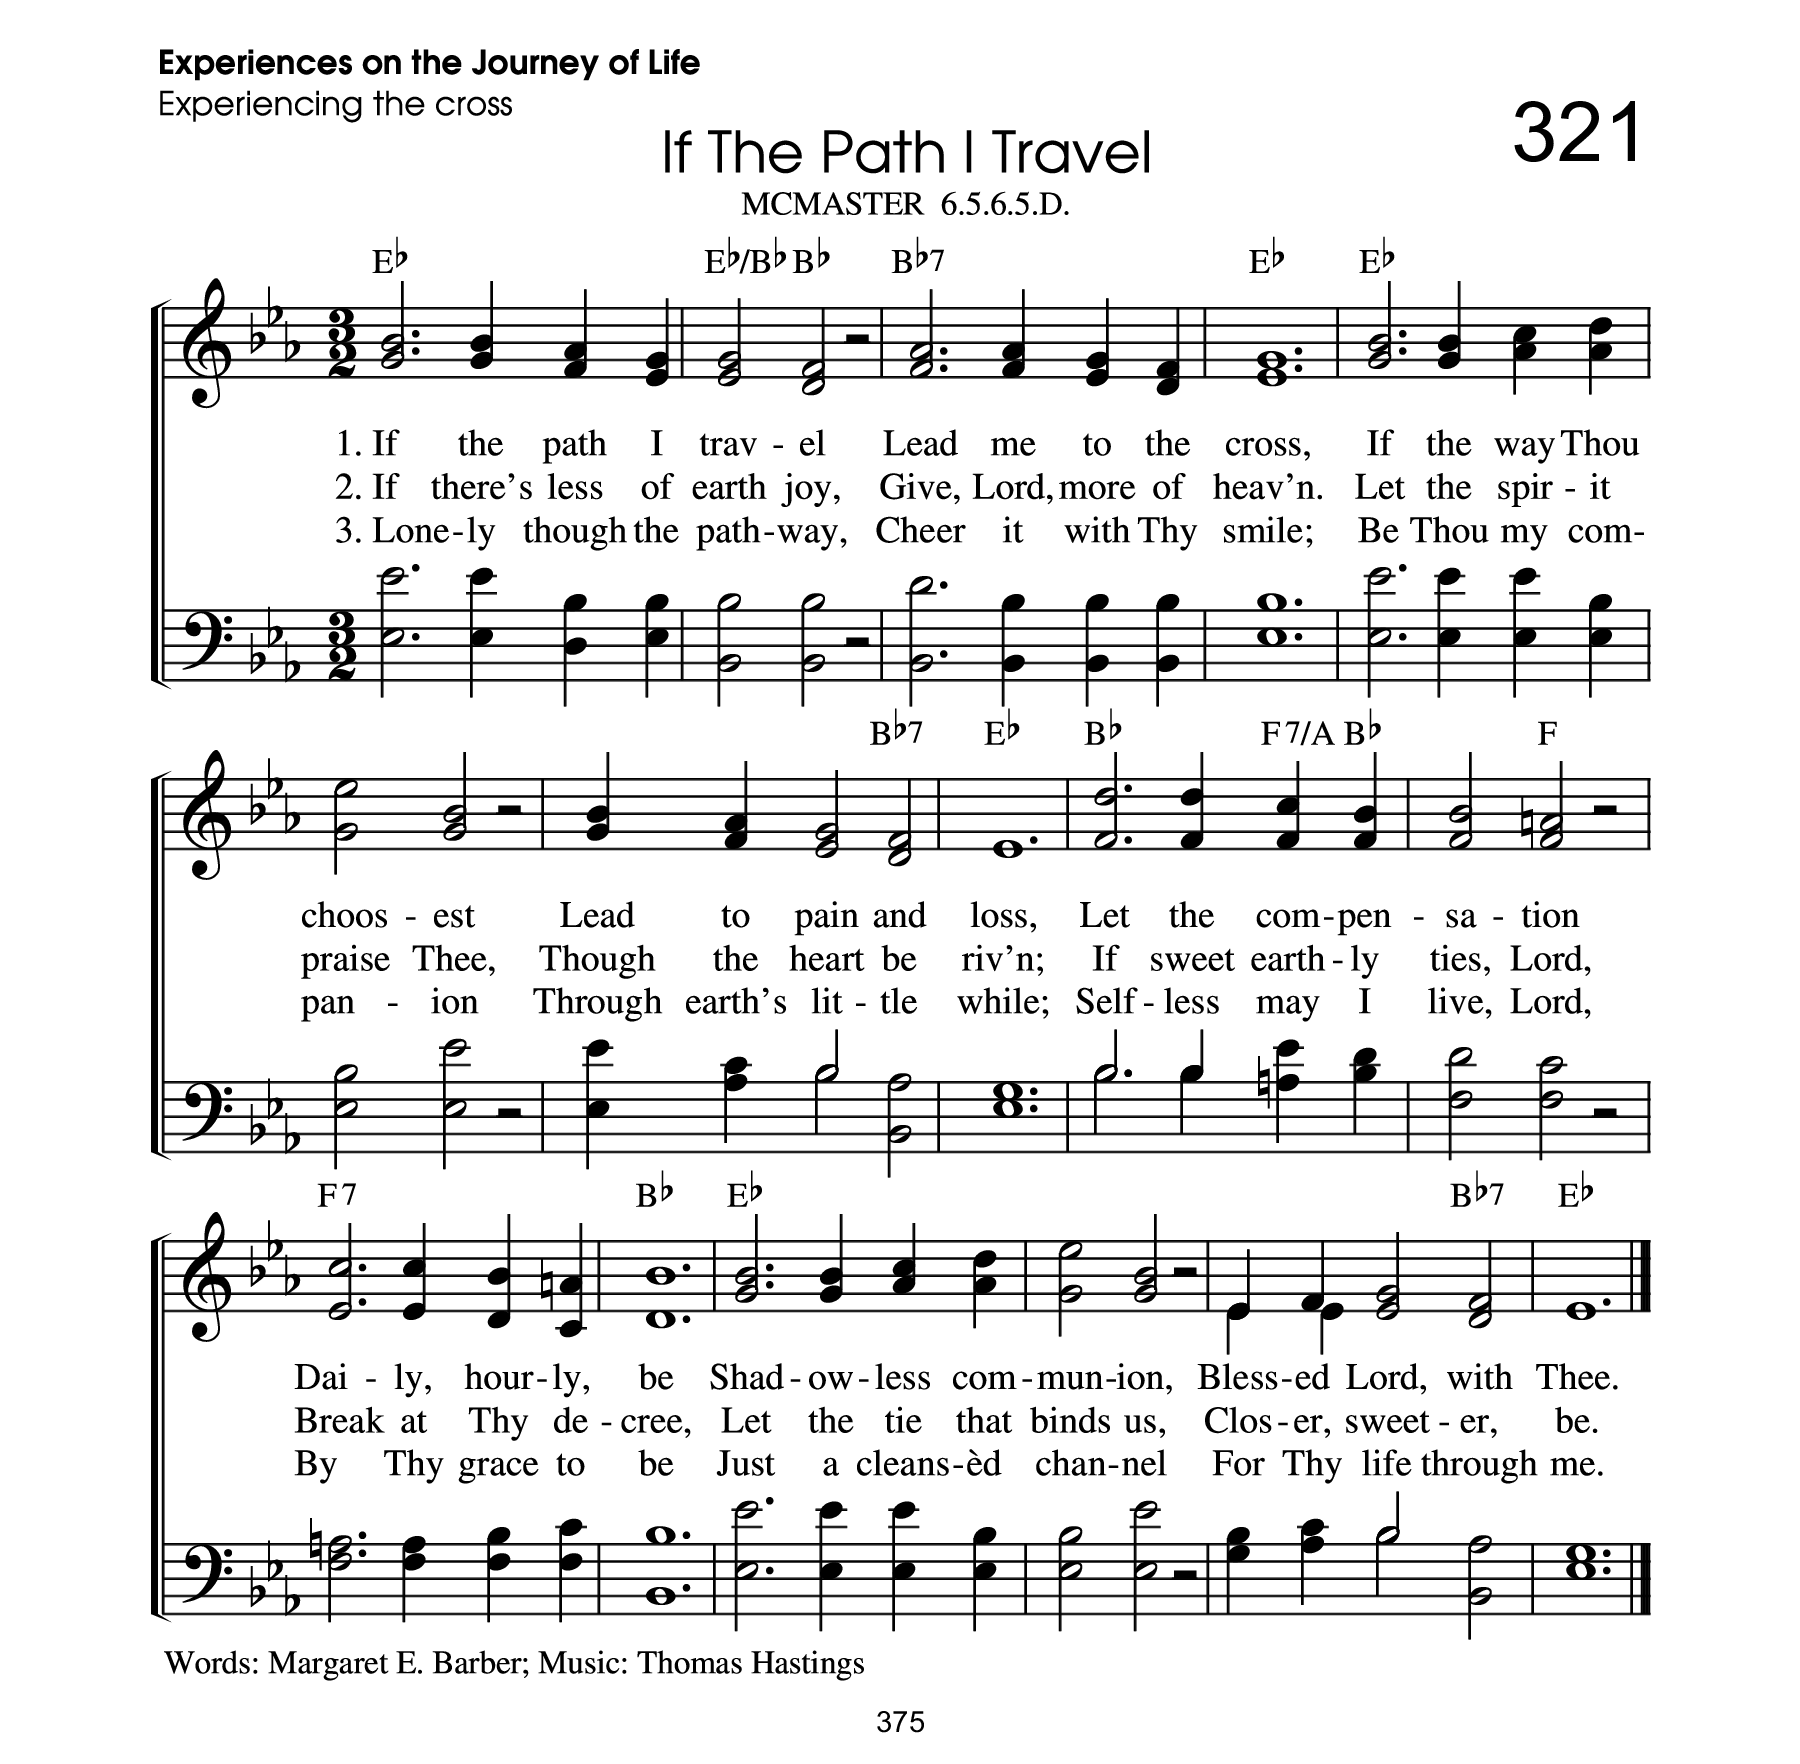 Experiences on the Journey of Life
Experiencing the cross
321
If The Path I Travel
MCMASTER 6.5.6.5.D.
E♭ E♭/B♭ B♭ B♭7 E♭ E♭
1. If the path I trav - el Lead me to the cross, If the way Thou
2. If there's less of earth joy, Give, Lord, more of heav'n. Let the spir - it
3. Lone-ly though the path-way, Cheer it with Thy smile; Be Thou my com-
B♭7 E♭ B♭ F7/A B♭ F
choos - est Lead to pain and loss, Let the com-pen - sa - tion
praise Thee, Though the heart be riv'n; If sweet earth - ly ties, Lord,
pan - ion Through earth's lit - tle while; Self - less may I live, Lord,
F7 B♭ E♭ B♭7 E♭
Dai - ly, hour-ly, be Shad-ow-less com-mun-ion, Bless-ed Lord, with Thee.
Break at Thy de - cree, Let the tie that binds us, Clos-er, sweet - er, be.
By Thy grace to be Just a cleans-èd chan-nel For Thy life through me.
Words: Margaret E. Barber; Music: Thomas Hastings
375